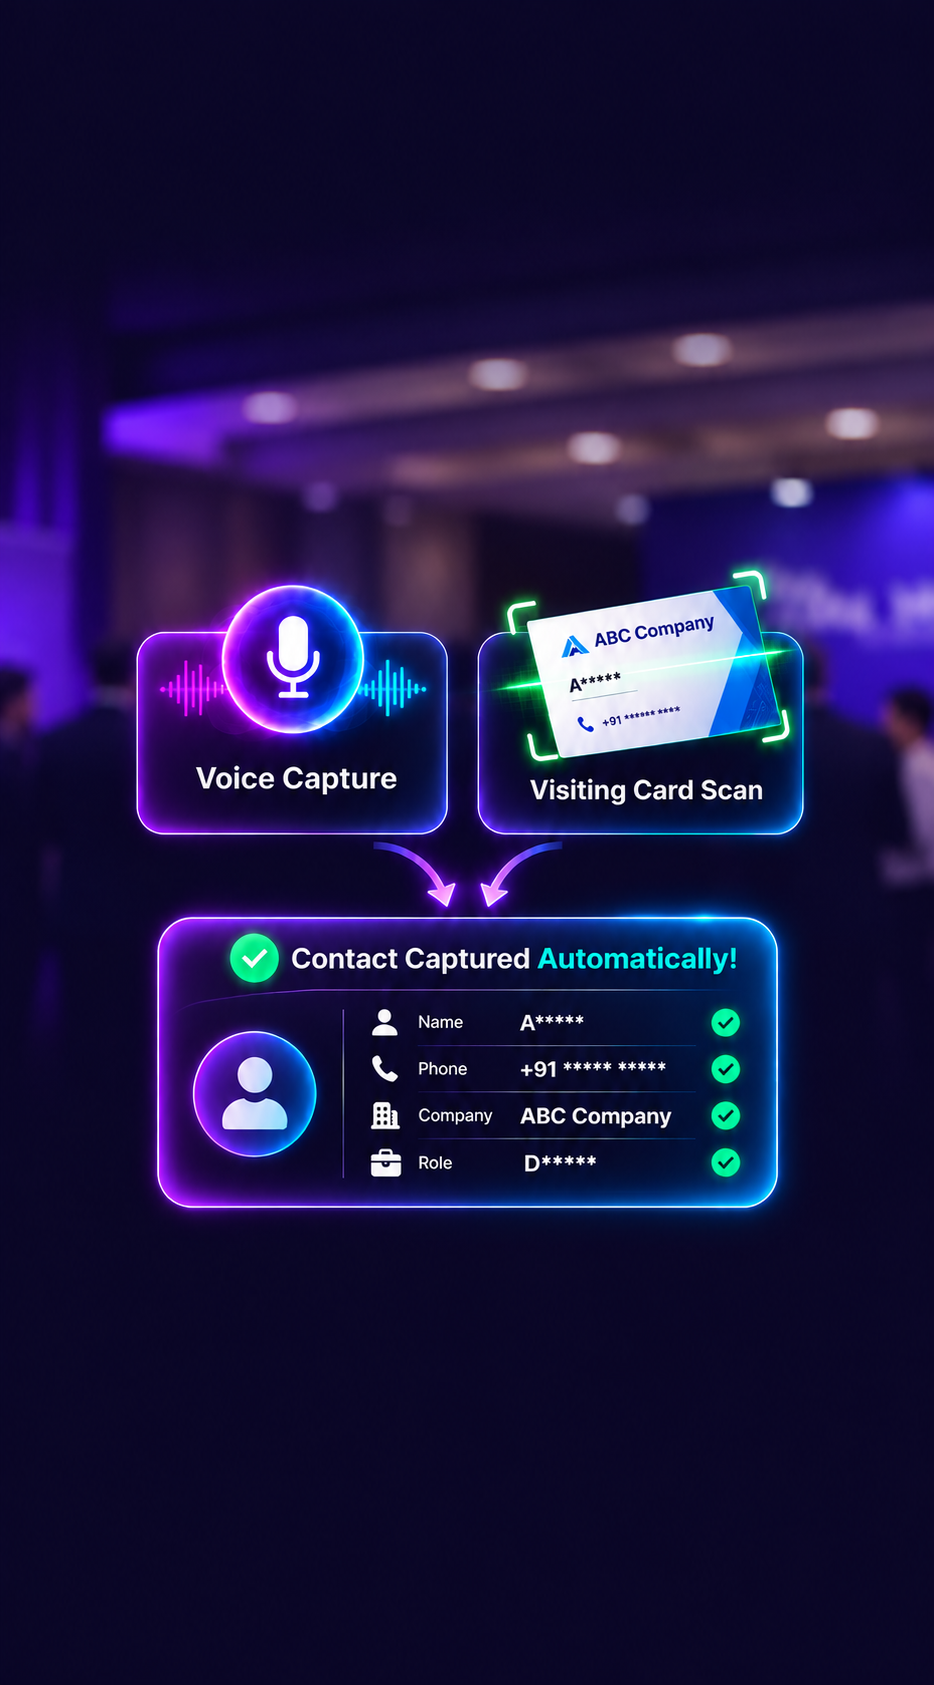 ABC Company
A*****
+91 ****** ****
Voice Capture
Visiting Card Scan
Contact Captured Automatically!
Name A*****
Phone +91 ***** *****
Company ABC Company
Role D*****